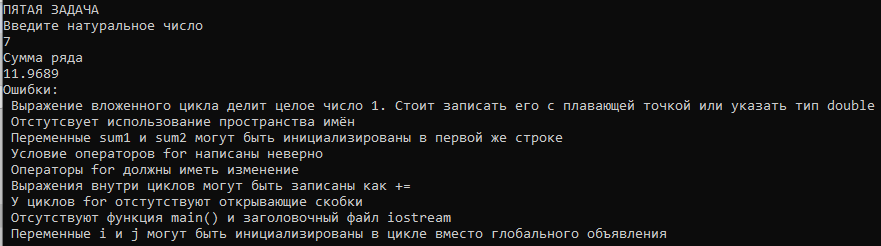 ПЯТАЯ ЗАДАЧА
Введите натуральное число
7
Сумма ряда
11.9689
Ошибки:
Выражение вложенного цикла делит целое число 1. Стоит записать его с плавающей точкой или указать тип double
Отстутсвует использование пространства имён
Переменные sum1 и sum2 могут быть инициализированы в первой же строке
Условие операторов for написаны неверно
Операторы for должны иметь изменение
Выражения внутри циклов могут быть записаны как +=
У циклов for отстутствуют открывающие скобки
Отсутствуют функция main() и заголовочный файл iostream
Переменные i и j могут быть инициализированы в цикле вместо глобального объявления